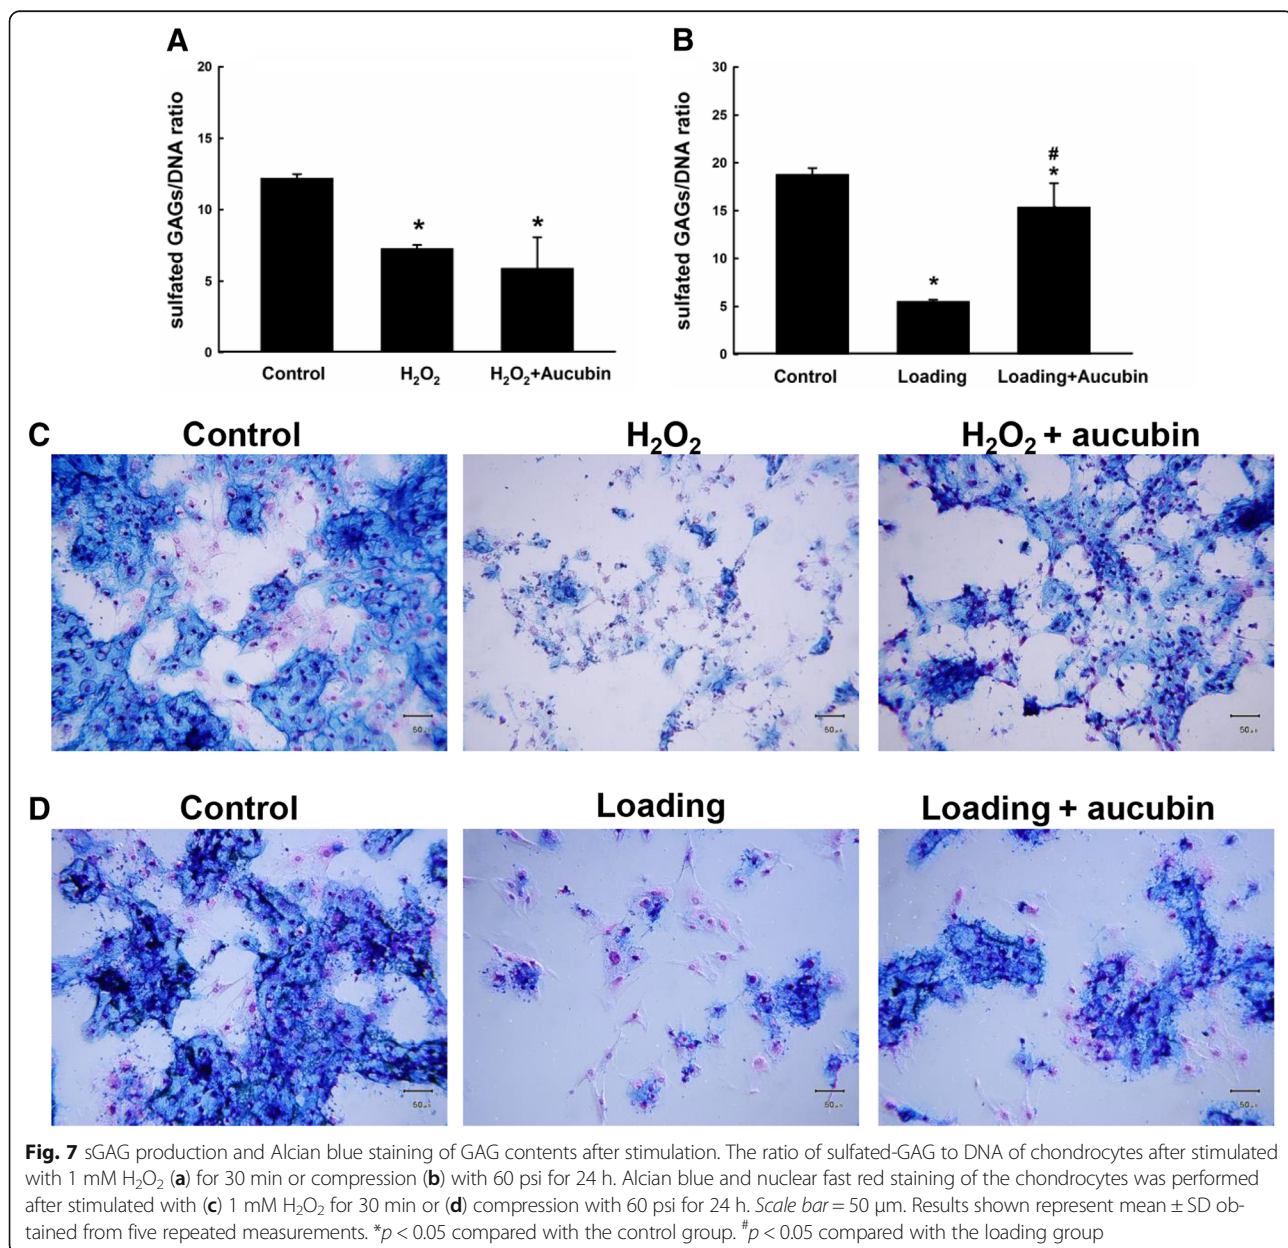 A
B
20
15
10
5
0
sulfated GAGs/DNA ratio
*
*
Control
H₂O₂
H₂O₂+Aucubin
30
25
20
15
10
5
0
sulfated GAGs/DNA ratio
*
#
*
Control
Loading
Loading+Aucubin
C
Control
H₂O₂
H₂O₂ + aucubin
50
50
50
D
Control
Loading
Loading + aucubin
50
50
50
Fig. 7 sGAG production and Alcian blue staining of GAG contents after stimulation. The ratio of sulfated-GAG to DNA of chondrocytes after stimulated
with 1 mM H₂O₂ (a) for 30 min or compression (b) with 60 psi for 24 h. Alcian blue and nuclear fast red staining of the chondrocytes was performed
after stimulated with (c) 1 mM H₂O₂ for 30 min or (d) compression with 60 psi for 24 h. Scale bar = 50 μm. Results shown represent mean ± SD ob-
tained from five repeated measurements. *p < 0.05 compared with the control group. #p < 0.05 compared with the loading group